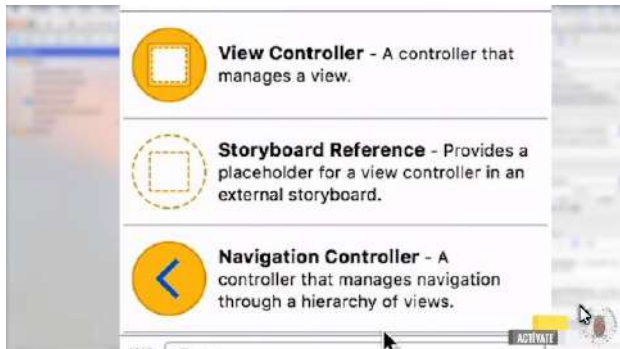 View Controller - A controller that
manages a view.
Storyboard Reference - Provides a
placeholder for a view controller in an
external storyboard.
Navigation Controller - A
controller that manages navigation
through a hierarchy of views.
ACTIVATE